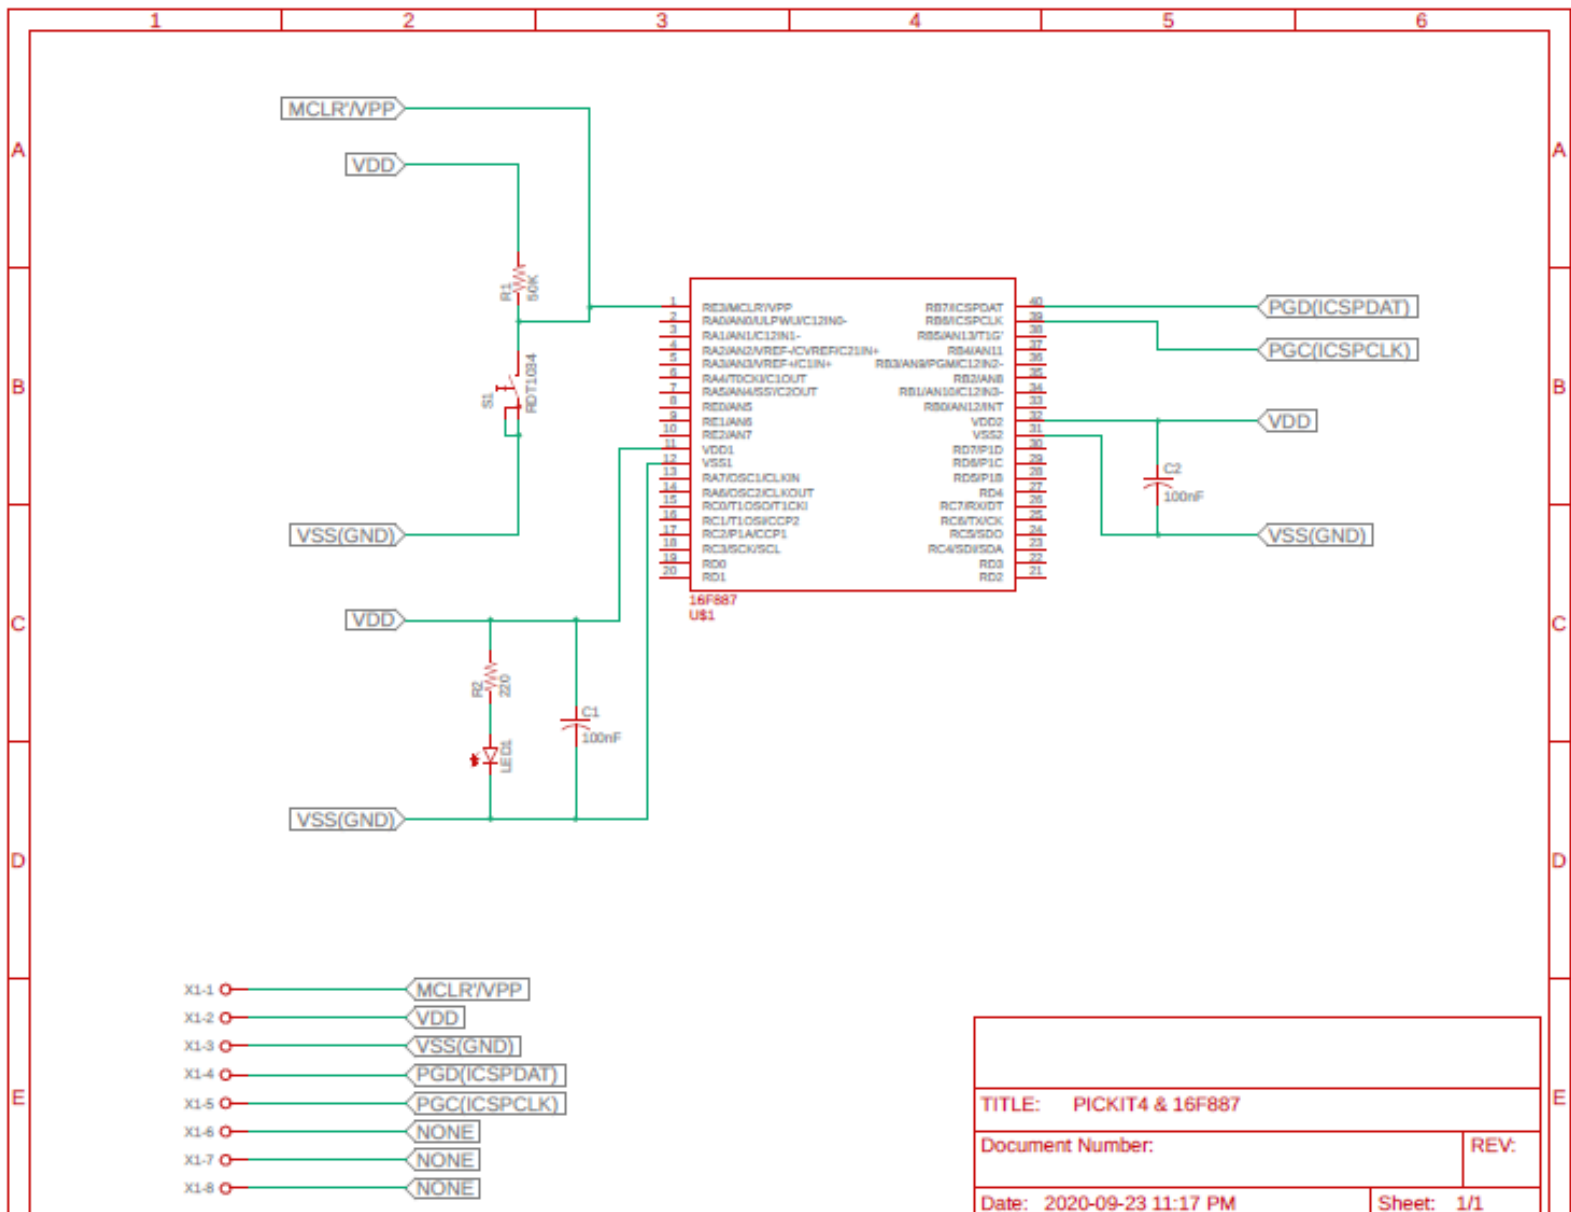 1 2 3 4 5 6
A A
B B
C C
D D
E E
MCLR'/VPP
VDD
R1
50K
S1
RDT1034
VSS(GND)
VDD
R2
220
LED1
C1
100nF
VSS(GND)
1 RE3/MCLR'/VPP
2 RA0/AN0/ULPWU/C12IN0-
3 RA1/AN1/C12IN1-
4 RA2/AN2/VREF-/CVREF/C21IN+
5 RA3/AN3/VREF+/C1IN+
6 RA4/T0CKI/C1OUT
7 RA5/AN4/SS'/C2OUT
8 RE0/AN5
9 RE1/AN6
10 RE2/AN7
11 VDD1
12 VSS1
13 RA7/OSC1/CLKIN
14 RA6/OSC2/CLKOUT
15 RC0/T1OSO/T1CKI
16 RC1/T1OSI/CCP2
17 RC2/P1A/CCP1
18 RC3/SCK/SCL
19 RD0
20 RD1
RB7/ICSPDAT 40
RB6/ICSPCLK 39
RB5/AN13/T1G' 38
RB4/AN11 37
RB3/AN9/PGM/C12IN2- 36
RB2/AN8 35
RB1/AN10/C12IN3- 34
RB0/AN12/INT 33
VDD2 32
VSS2 31
RD7/P1D 30
RD6/P1C 29
RD5/P1B 28
RD4 27
RC7/RX/DT 26
RC6/TX/CK 25
RC5/SDO 24
RC4/SDI/SDA 23
RD3 22
RD2 21
16F887
U$1
PGD(ICSPDAT)
PGC(ICSPCLK)
VDD
C2
100nF
VSS(GND)
X1-1 MCLR'/VPP
X1-2 VDD
X1-3 VSS(GND)
X1-4 PGD(ICSPDAT)
X1-5 PGC(ICSPCLK)
X1-6 NONE
X1-7 NONE
X1-8 NONE
TITLE: PICKIT4 & 16F887
Document Number:
REV:
Date: 2020-09-23 11:17 PM
Sheet: 1/1